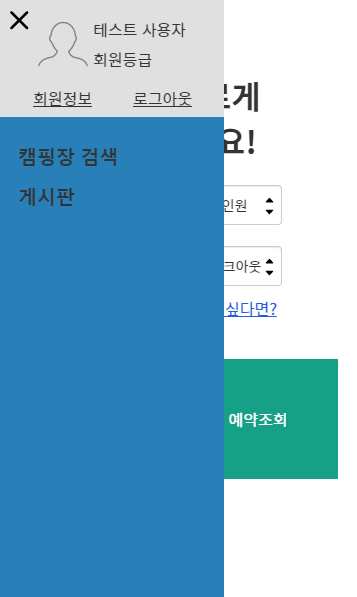 테스트 사용자
회원등급
회원정보
로그아웃
캠핑장 검색
게시판
게
요!
인원
크아웃
싶다면?
예약조회